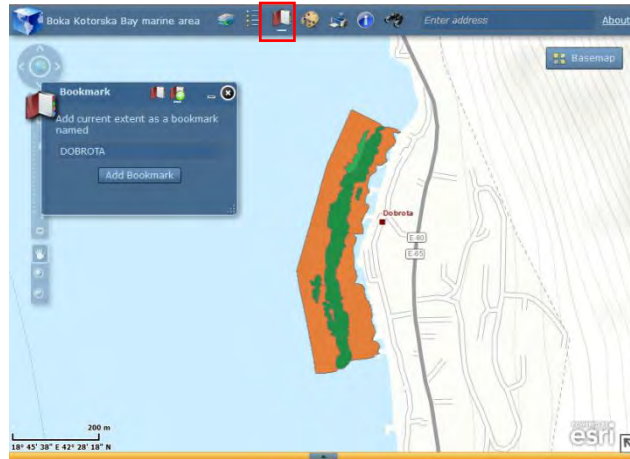 Boka Kotorska Bay marine area
Enter address
About
Basemap
Bookmark
Add current extent as a bookmark
named
DOBROTA
Add Bookmark
Dobrota
E-80
E-65
200 m
18° 45' 38" E 42° 28' 18" N
esri